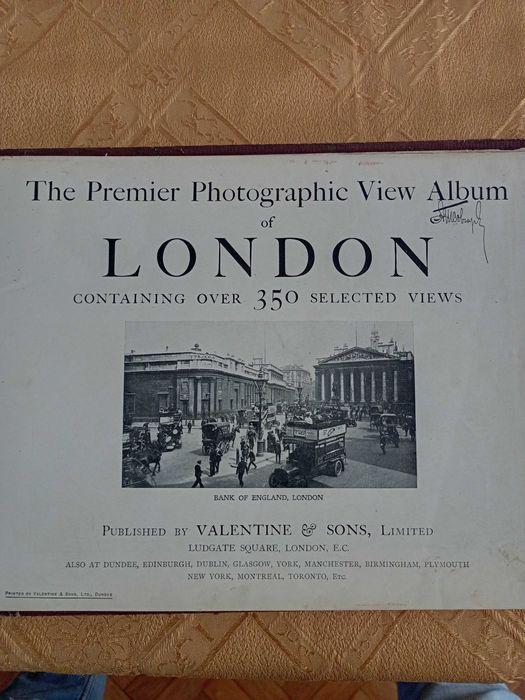 The Premier Photographic View Album
of
LONDON
CONTAINING OVER 350 SELECTED VIEWS
BANK OF ENGLAND, LONDON
PUBLISHED BY VALENTINE & SONS, LIMITED
LUDGATE SQUARE, LONDON, E.C.
ALSO AT DUNDEE, EDINBURGH, DUBLIN, GLASGOW, YORK, MANCHESTER, BIRMINGHAM, PLYMOUTH
NEW YORK, MONTREAL, TORONTO, ETC.
PRINTED BY VALENTINE & SONS, LTD., DUNDEE